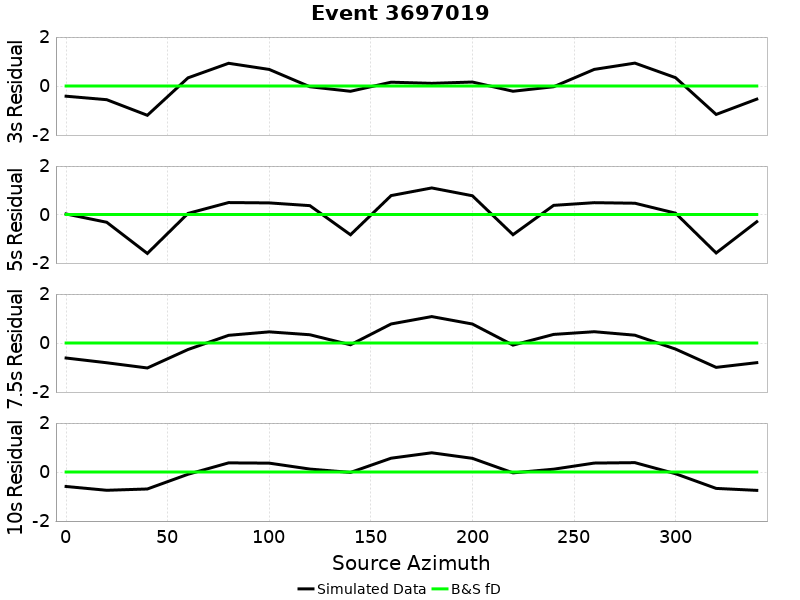 Event 3697019
3s Residual
2
0
-2
5s Residual
2
0
-2
7.5s Residual
2
0
-2
10s Residual
2
0
-2
0 50 100 150 200 250 300
Source Azimuth
Simulated Data B&S fD